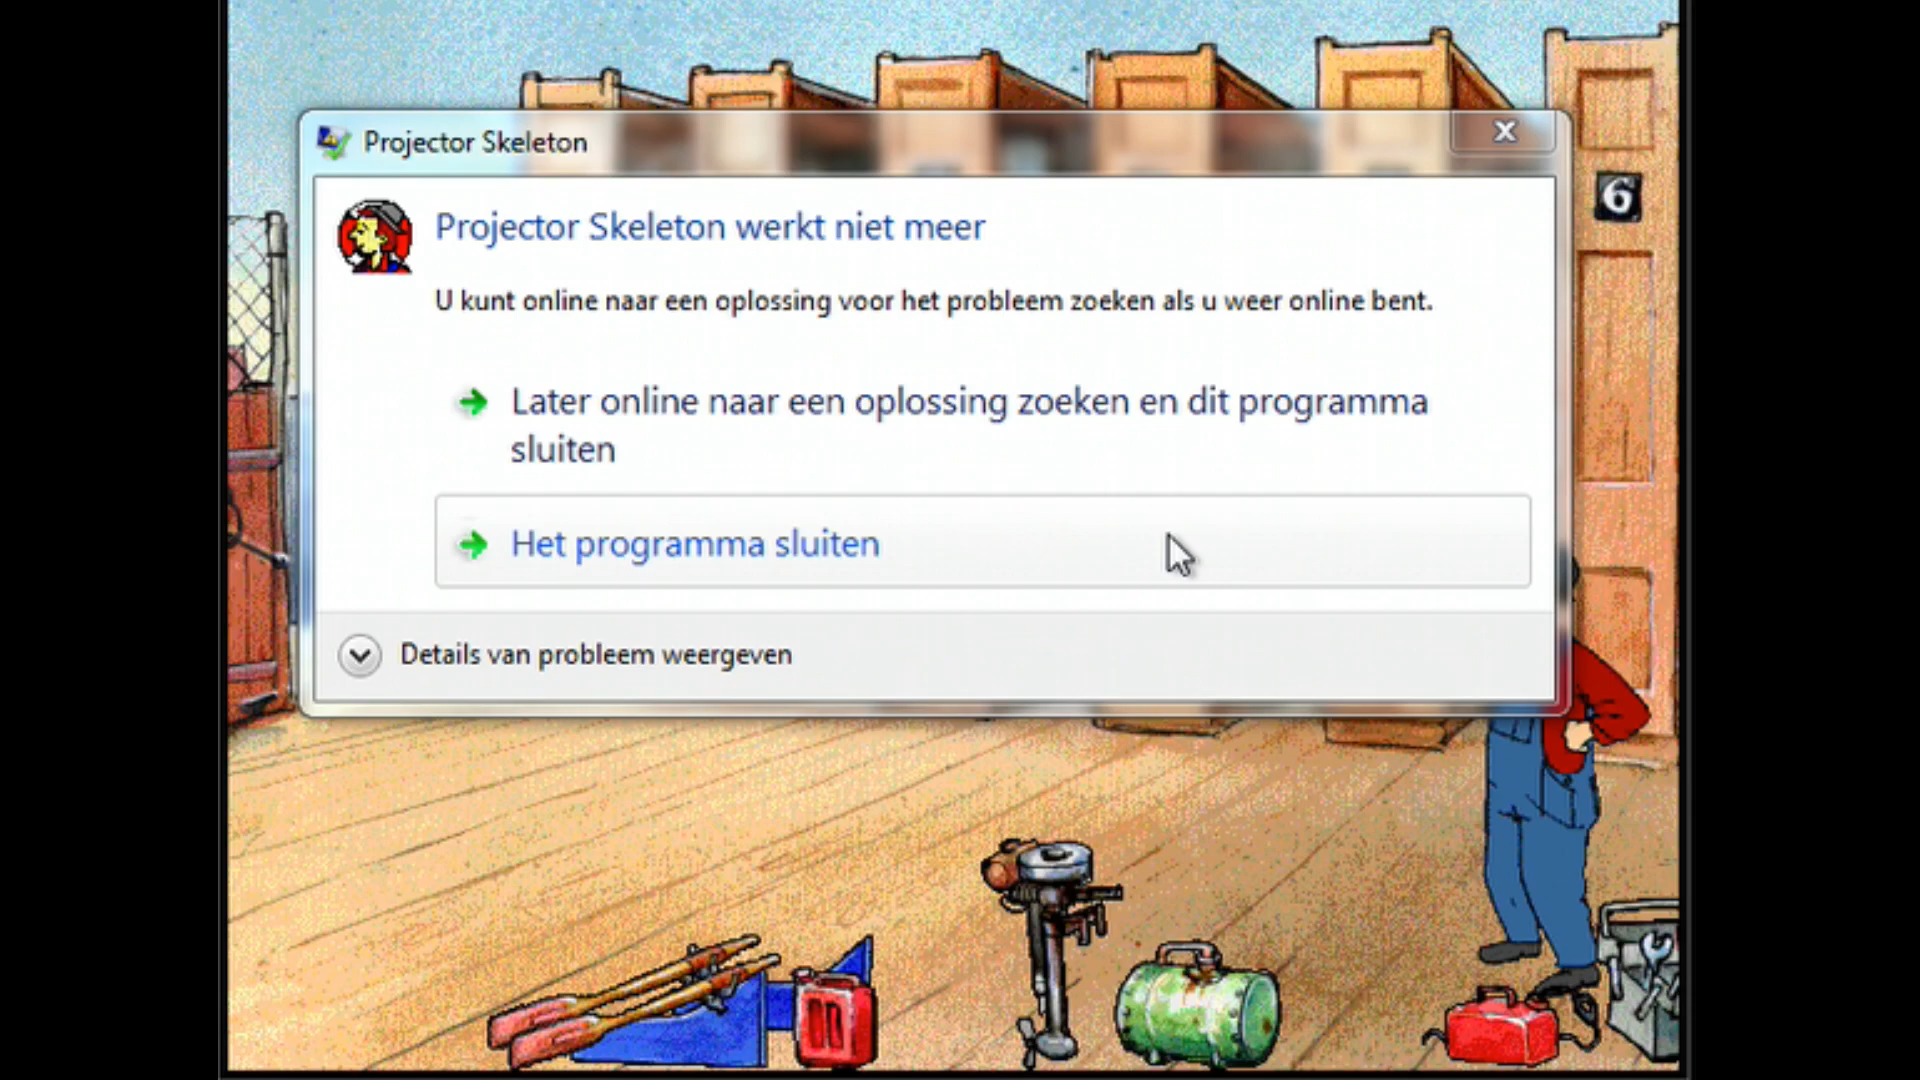 Projector Skeleton
6
Projector Skeleton werkt niet meer
U kunt online naar een oplossing voor het probleem zoeken als u weer online bent.
Later online naar een oplossing zoeken en dit programma
sluiten
Het programma sluiten
Details van probleem weergeven